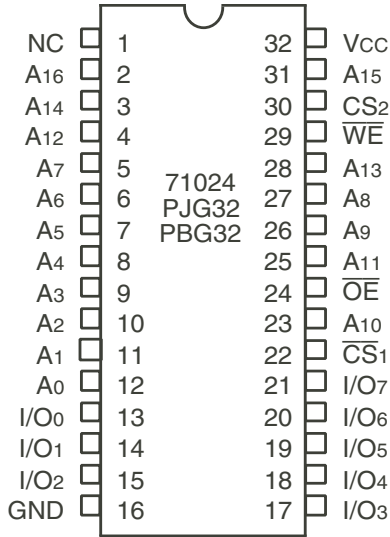 NC 1 32 VCC
A16 2 31 A15
A14 3 30 CS2
A12 4 29 W̅E̅
A7 5 28 A13
A6 6 27 A8
A5 7 26 A9
A4 8 25 A11
A3 9 24 O̅E̅
A2 10 23 A10
A1 11 22 C̅S̅1
A0 12 21 I/O7
I/O0 13 20 I/O6
I/O1 14 19 I/O5
I/O2 15 18 I/O4
GND 16 17 I/O3
71024
PJG32
PBG32